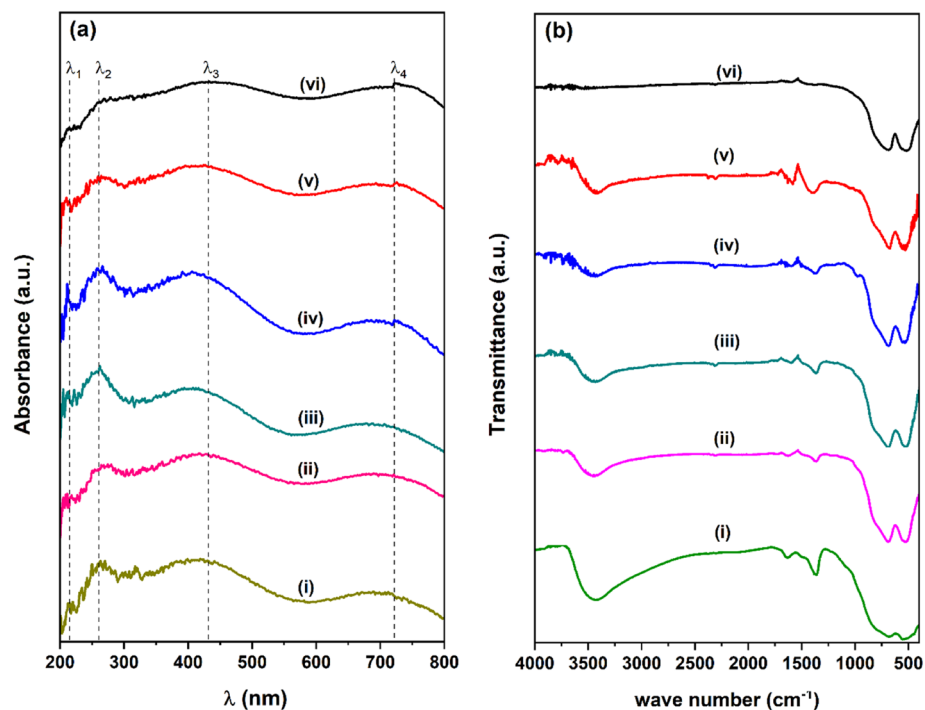 (a)
λ1 λ2 λ3 λ4
(vi)
(v)
(iv)
(iii)
(ii)
(i)
Absorbance (a.u.)
200 300 400 500 600 700 800
λ (nm)
(b)
(vi)
(v)
(iv)
(iii)
(ii)
(i)
Transmittance (a.u.)
4000 3500 3000 2500 2000 1500 1000 500
wave number (cm⁻¹)